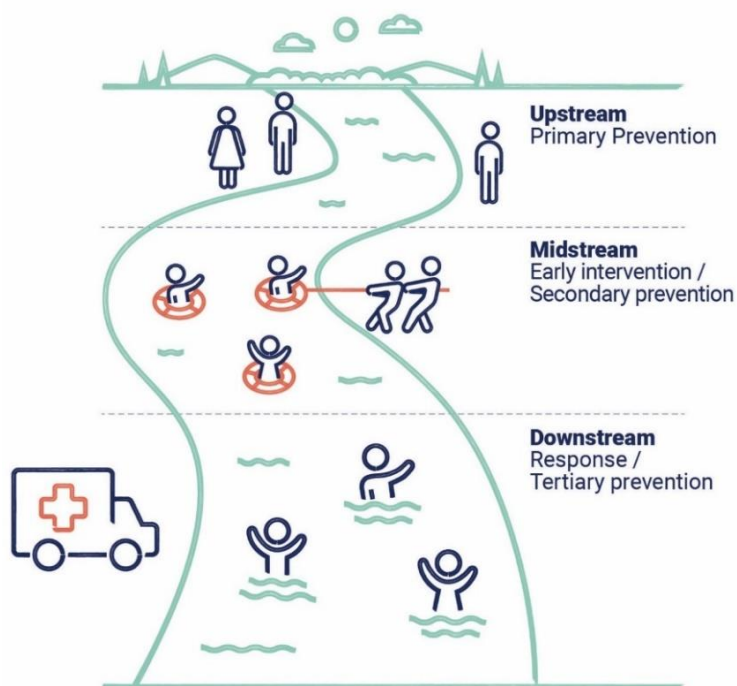 Upstream
Primary Prevention
Midstream
Early intervention /
Secondary prevention
Downstream
Response /
Tertiary prevention